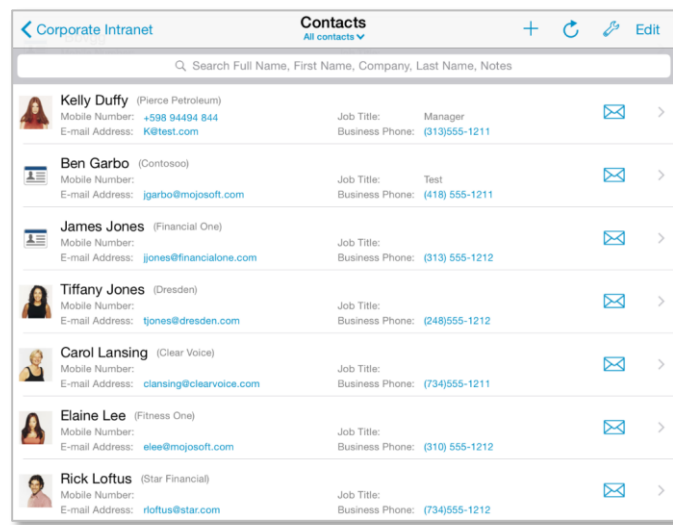 Corporate Intranet Contacts Edit
All contacts
Search Full Name, First Name, Company, Last Name, Notes
Kelly Duffy (Pierce Petroleum)
Mobile Number: +598 94494 844 Job Title: Manager
E-mail Address: K@test.com Business Phone: (313)555-1211
Ben Garbo (Contosoo)
Mobile Number: Job Title: Test
E-mail Address: jgarbo@mojosoft.com Business Phone: (418) 555-1211
James Jones (Financial One)
Mobile Number: Job Title:
E-mail Address: jjones@financialone.com Business Phone: (313) 555-1212
Tiffany Jones (Dresden)
Mobile Number: Job Title:
E-mail Address: tjones@dresden.com Business Phone: (248)555-1212
Carol Lansing (Clear Voice)
Mobile Number: Job Title:
E-mail Address: clansing@clearvoice.com Business Phone: (734)555-1211
Elaine Lee (Fitness One)
Mobile Number: Job Title:
E-mail Address: elee@mojosoft.com Business Phone: (310) 555-1212
Rick Loftus (Star Financial)
Mobile Number: Job Title:
E-mail Address: rloftus@star.com Business Phone: (734)555-1212